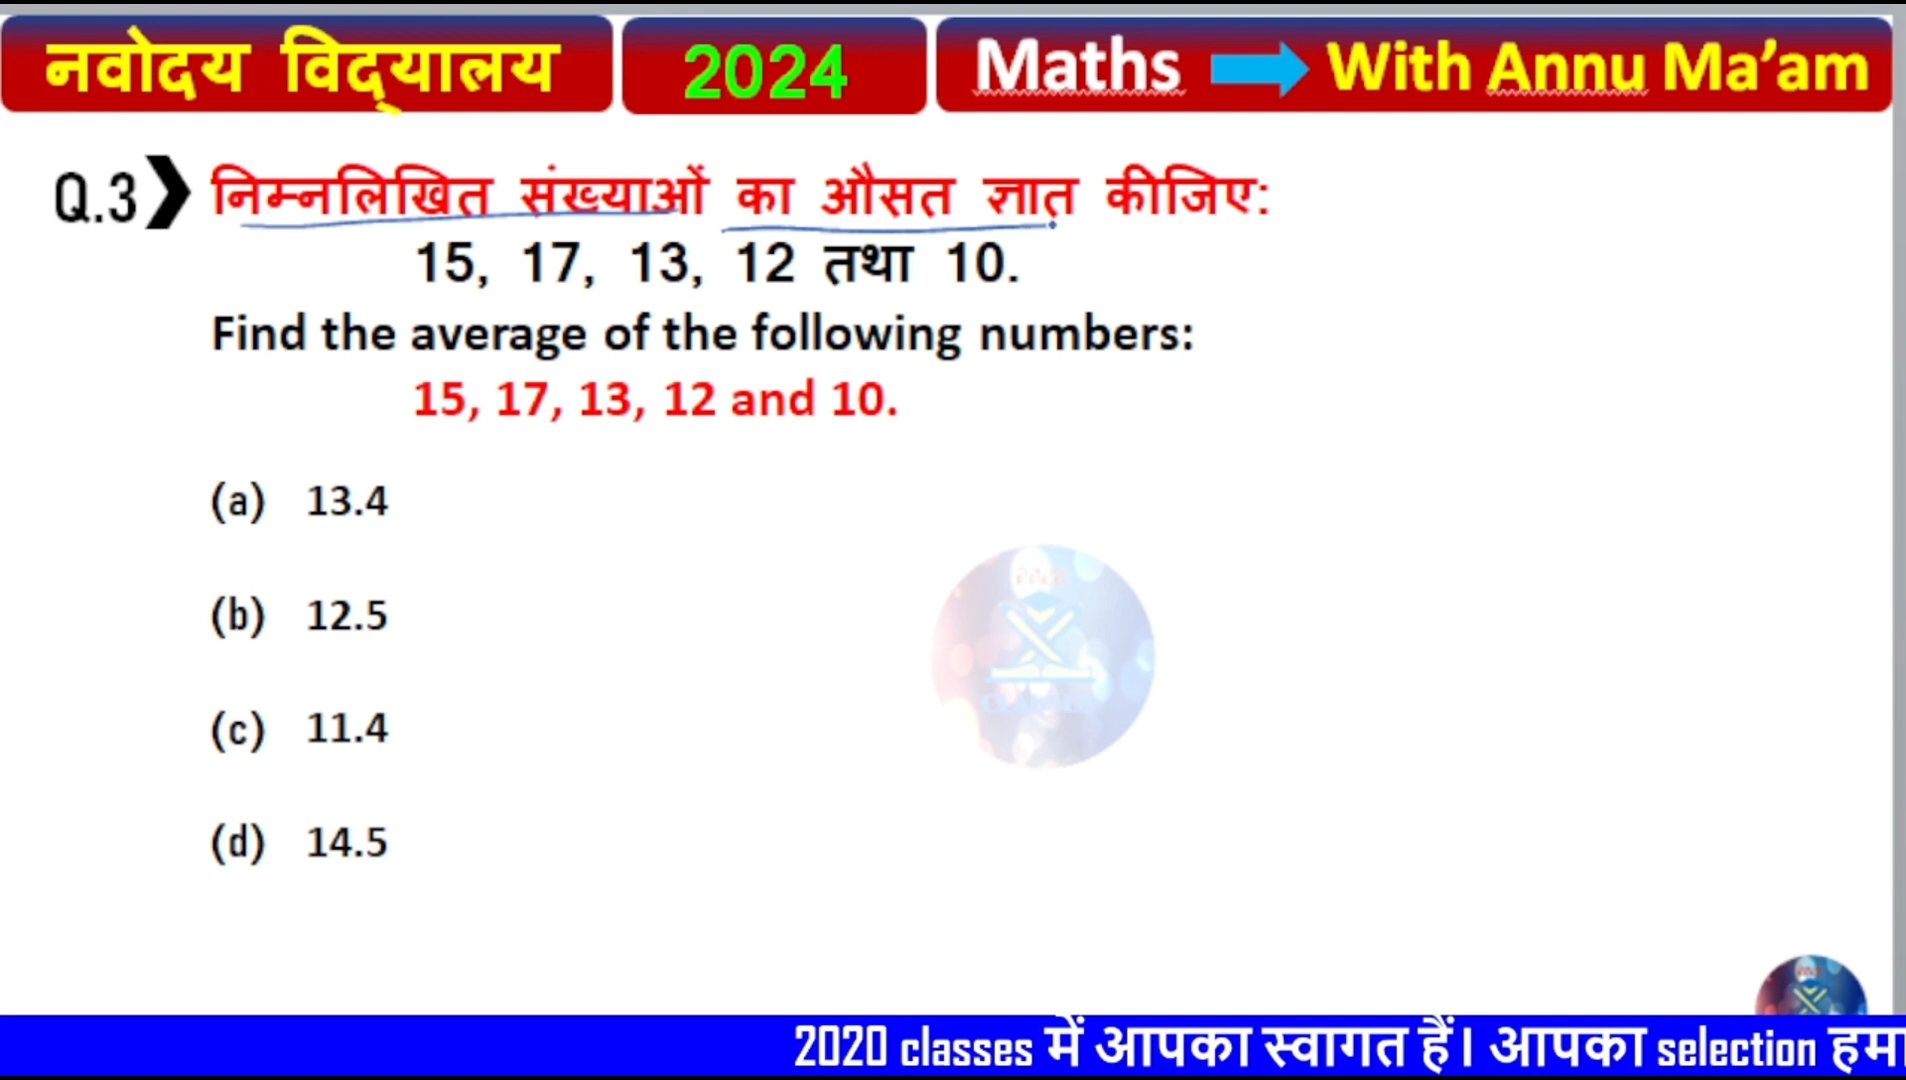 नवोदय विद्यालय 2024 Maths With Annu Ma'am
Q.3 निम्नलिखित संख्याओं का औसत ज्ञात कीजिए:
15, 17, 13, 12 तथा 10.
Find the average of the following numbers:
15, 17, 13, 12 and 10.
(a) 13.4
(b) 12.5
(c) 11.4
(d) 14.5
2020 classes में आपका स्वागत हैं। आपका selection हमा